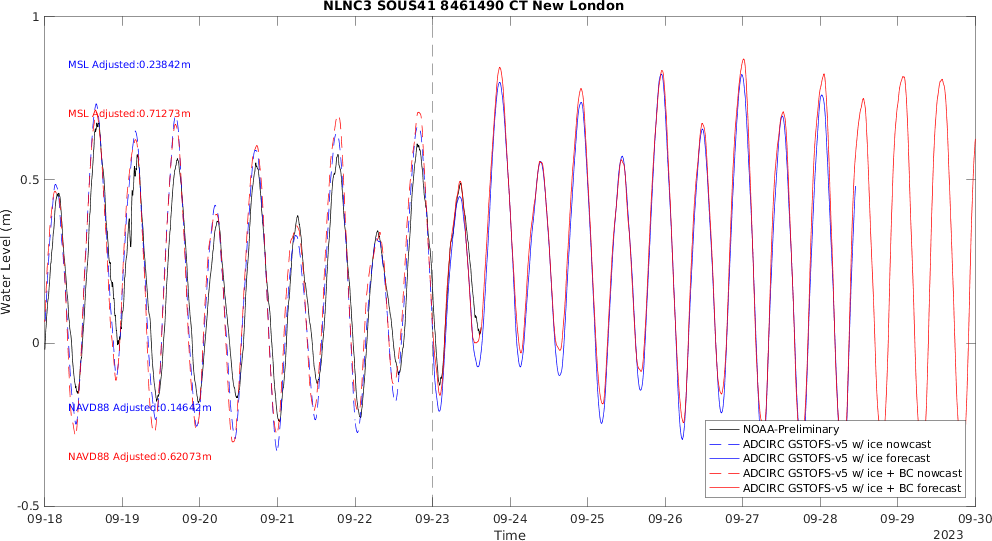 NLNC3 SOUS41 8461490 CT New London
1
0.5
0
-0.5
Water Level (m)
MSL Adjusted:0.23842m
MSL Adjusted:0.71273m
NAVD88 Adjusted:0.14642m
NAVD88 Adjusted:0.62073m
NOAA-Preliminary
ADCIRC GSTOFS-v5 w/ ice nowcast
ADCIRC GSTOFS-v5 w/ ice forecast
ADCIRC GSTOFS-v5 w/ ice + BC nowcast
ADCIRC GSTOFS-v5 w/ ice + BC forecast
09-18 09-19 09-20 09-21 09-22 09-23 09-24 09-25 09-26 09-27 09-28 09-29 09-30
Time
2023